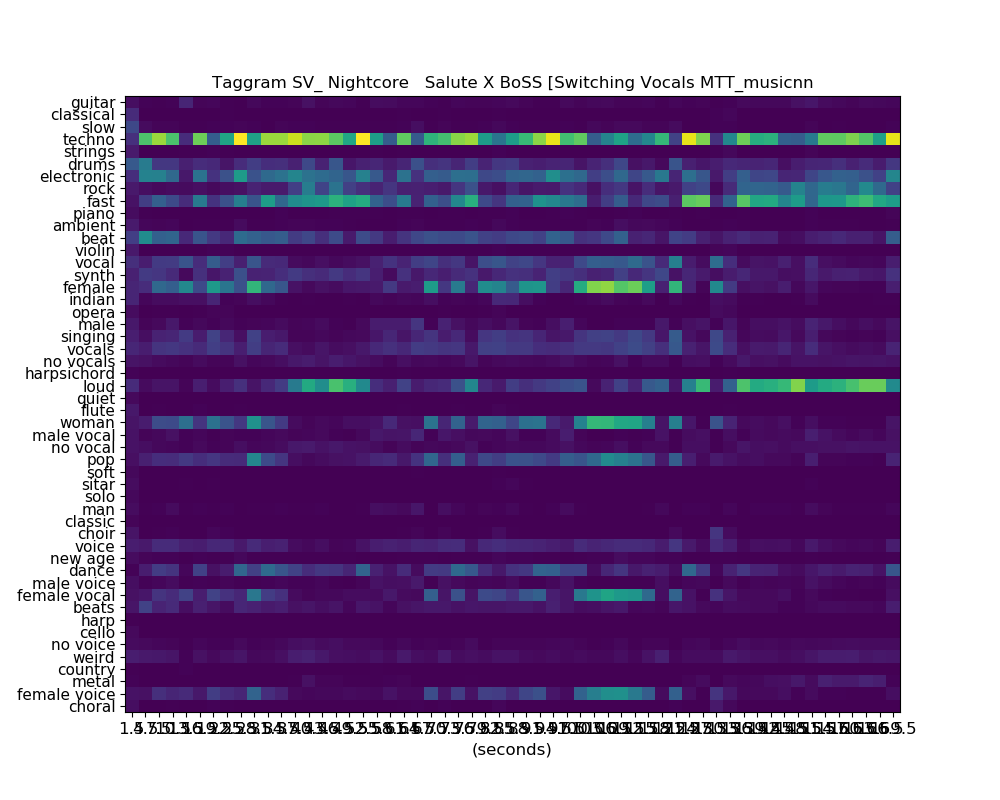 Taggram SV_ Nightcore   Salute X BoSS [Switching Vocals MTT_musicnn
guitar
classical
slow
techno
strings
drums
electronic
rock
fast
piano
ambient
beat
violin
vocal
synth
female
indian
opera
male
singing
vocals
no vocals
harpsichord
loud
quiet
flute
woman
male vocal
no vocal
pop
soft
sitar
solo
man
classic
choir
voice
new age
dance
male voice
female vocal
beats
harp
cello
no voice
weird
country
metal
female voice
choral
(seconds)